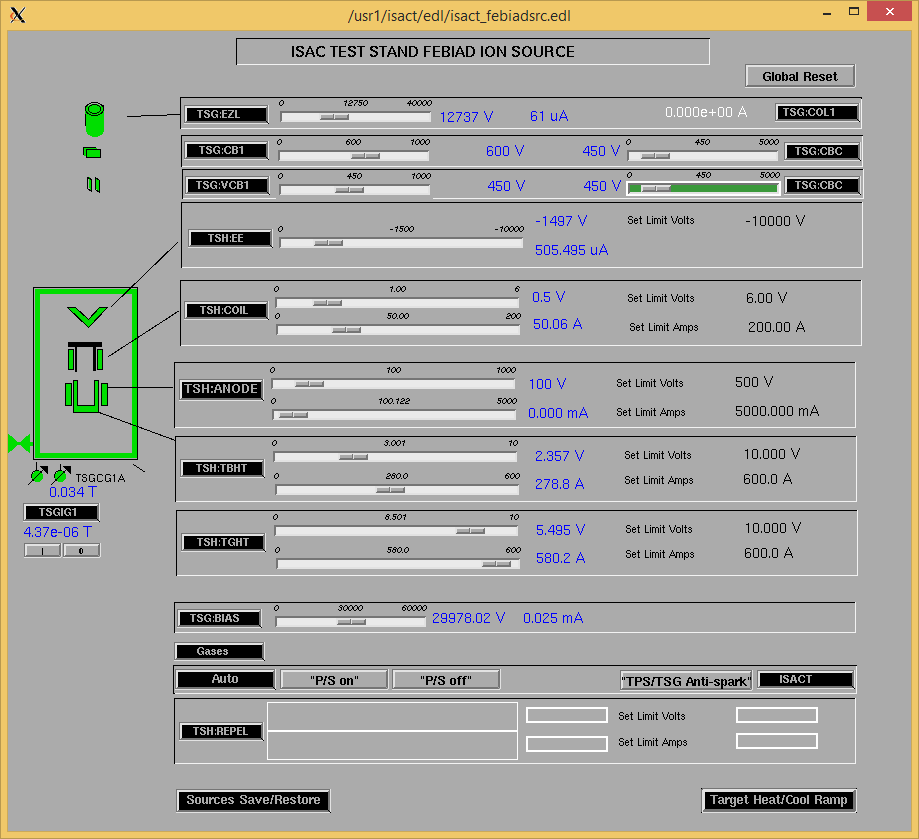 /usr1/isact/edl/isact_febiadsrc.edl
ISAC TEST STAND FEBIAD ION SOURCE
Global Reset
TSG:EZL 0 12750 40000 12737 V 61 uA 0.000e+00 A TSG:COL1
TSG:CB1 0 600 1000 600 V 450 V 0 450 5000 TSG:CBC
TSG:VCB1 0 450 1000 450 V 450 V 0 450 5000 TSG:CBC
TSH:EE 0 -1500 -10000 -1497 V Set Limit Volts -10000 V
505.495 uA
TSH:COIL 0 1.00 6 0.5 V Set Limit Volts 6.00 V
0 50.00 200 50.06 A Set Limit Amps 200.00 A
TSH:ANODE 0 100 1000 100 V Set Limit Volts 500 V
0 100.122 5000 0.000 mA Set Limit Amps 5000.000 mA
TSH:TBHT 0 3.001 10 2.357 V Set Limit Volts 10.000 V
0 280.0 600 278.8 A Set Limit Amps 600.0 A
TSGCG1A
0.034 T
TSGIG1
4.37e-06 T
I 0
TSH:TGHT 0 6.501 10 5.495 V Set Limit Volts 10.000 V
0 580.0 600 580.2 A Set Limit Amps 600.0 A
TSG:BIAS 0 30000 60000 29978.02 V 0.025 mA
Gases
Auto "P/S on" "P/S off" "TPS/TSG Anti-spark" ISACT
TSH:REPEL Set Limit Volts
Set Limit Amps
Sources Save/Restore Target Heat/Cool Ramp